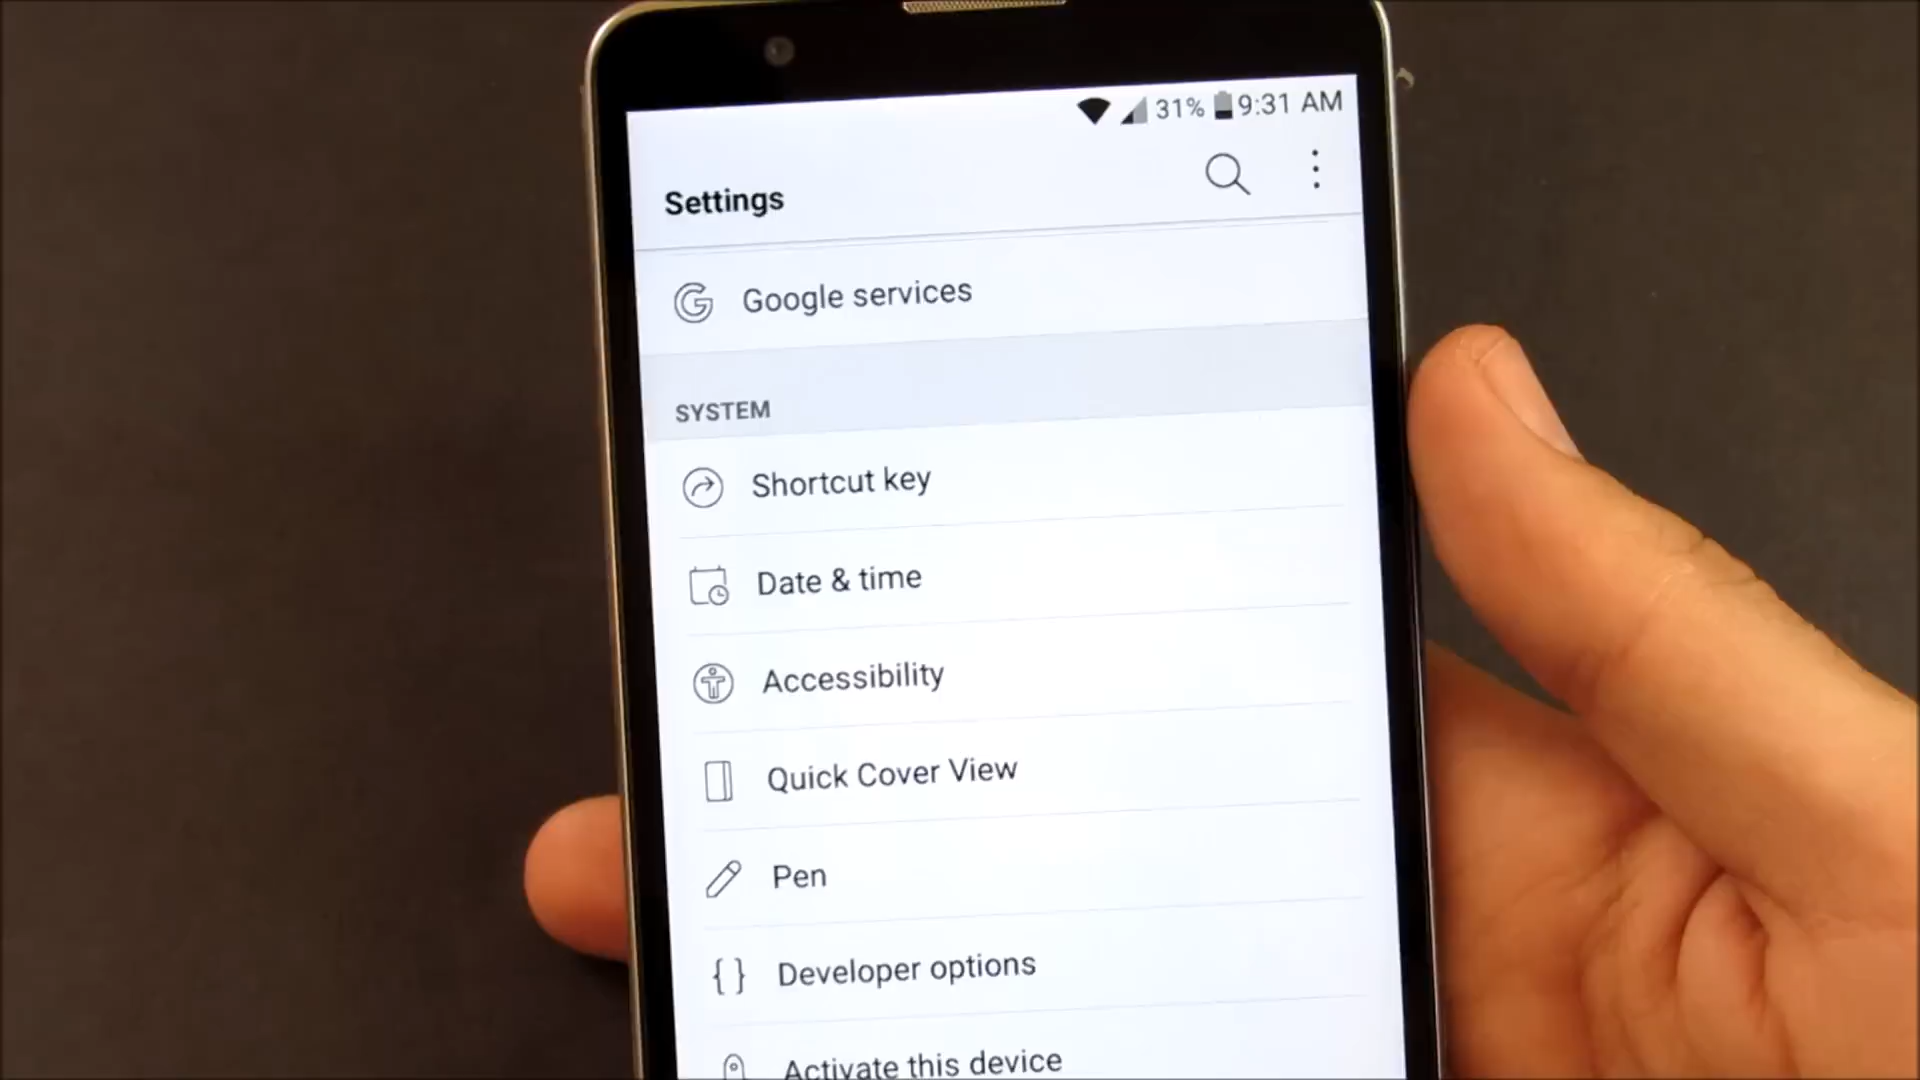 31% 9:31 AM
Settings
Google services
SYSTEM
Shortcut key
Date & time
Accessibility
Quick Cover View
Pen
{ } Developer options
Activate this device